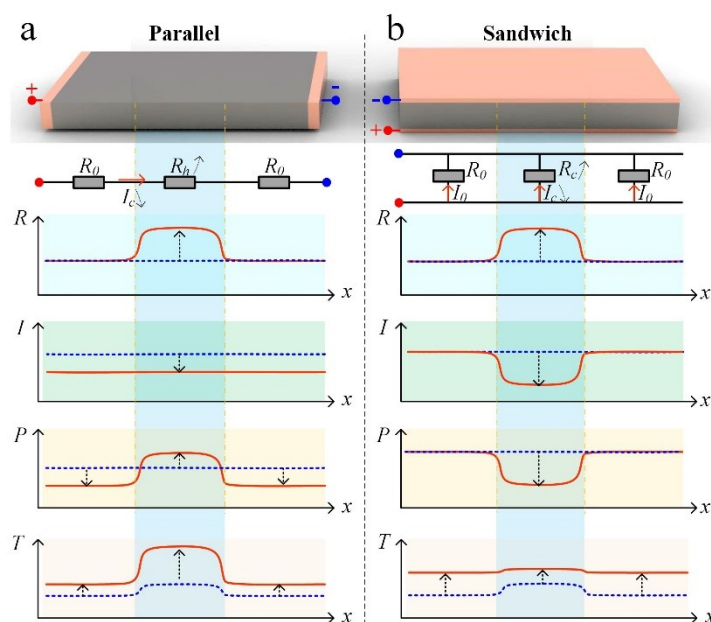 a
Parallel
+
-
R0
Rh
R0
Ic
R
x
I
x
P
x
T
x
b
Sandwich
-
+
R0
Rc
R0
I0
Ic
I0
R
x
I
x
P
x
T
x